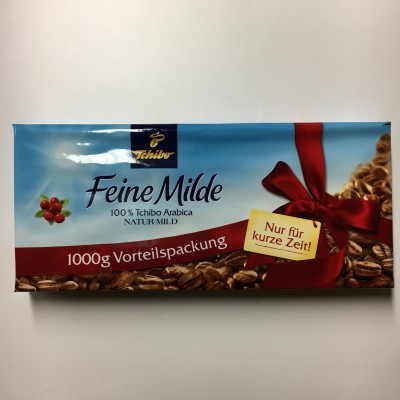 Tchibo
Feine Milde
100% Tchibo Arabica
NATUR-MILD
1000g Vorteilspackung
Nur für
kurze Zeit!